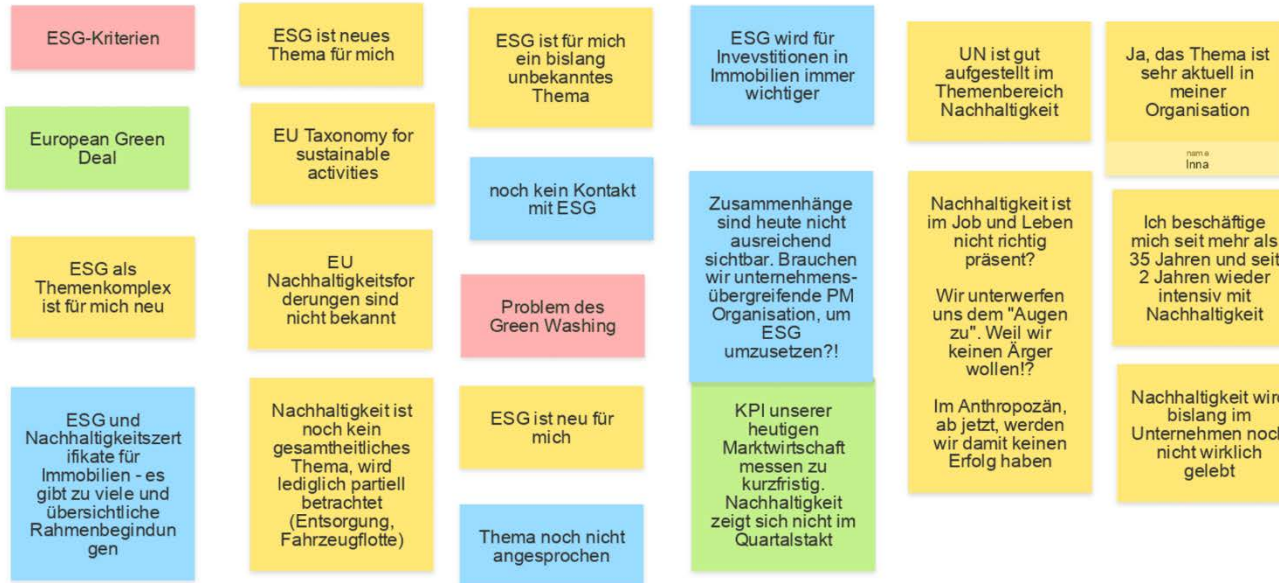 ESG-Kriterien
European Green
Deal
ESG als
Themenkomplex
ist für mich neu
ESG und
Nachhaltigkeitszert
ifikate für
Immobilien - es
gibt zu viele und
übersichtliche
Rahmenbegindun
gen
ESG ist neues
Thema für mich
EU Taxonomy for
sustainable
activities
EU
Nachhaltigkeitsfor
derungen sind
nicht bekannt
Nachhaltigkeit ist
noch kein
gesamtheitliches
Thema, wird
lediglich partiell
betrachtet
(Entsorgung,
Fahrzeugflotte)
ESG ist für mich
ein bislang
unbekanntes
Thema
noch kein Kontakt
mit ESG
Problem des
Green Washing
ESG ist neu für
mich
Thema noch nicht
angesprochen
ESG wird für
Invevstitionen in
Immobilien immer
wichtiger
Zusammenhänge
sind heute nicht
ausreichend
sichtbar. Brauchen
wir unternehmens-
übergreifende PM
Organisation, um
ESG
umzusetzen?!
KPI unserer
heutigen
Marktwirtschaft
messen zu
kurzfristig.
Nachhaltigkeit
zeigt sich nicht im
Quartalstakt
UN ist gut
aufgestellt im
Themenbereich
Nachhaltigkeit
Nachhaltigkeit ist
im Job und Leben
nicht richtig
präsent?
Wir unterwerfen
uns dem "Augen
zu". Weil wir
keinen Ärger
wollen!?
Im Anthropozän,
ab jetzt, werden
wir damit keinen
Erfolg haben
Ja, das Thema ist
sehr aktuell in
meiner
Organisation
name
Inna
Ich beschäftige
mich seit mehr als
35 Jahren und seit
2 Jahren wieder
intensiv mit
Nachhaltigkeit
Nachhaltigkeit wird
bislang im
Unternehmen noch
nicht wirklich
gelebt